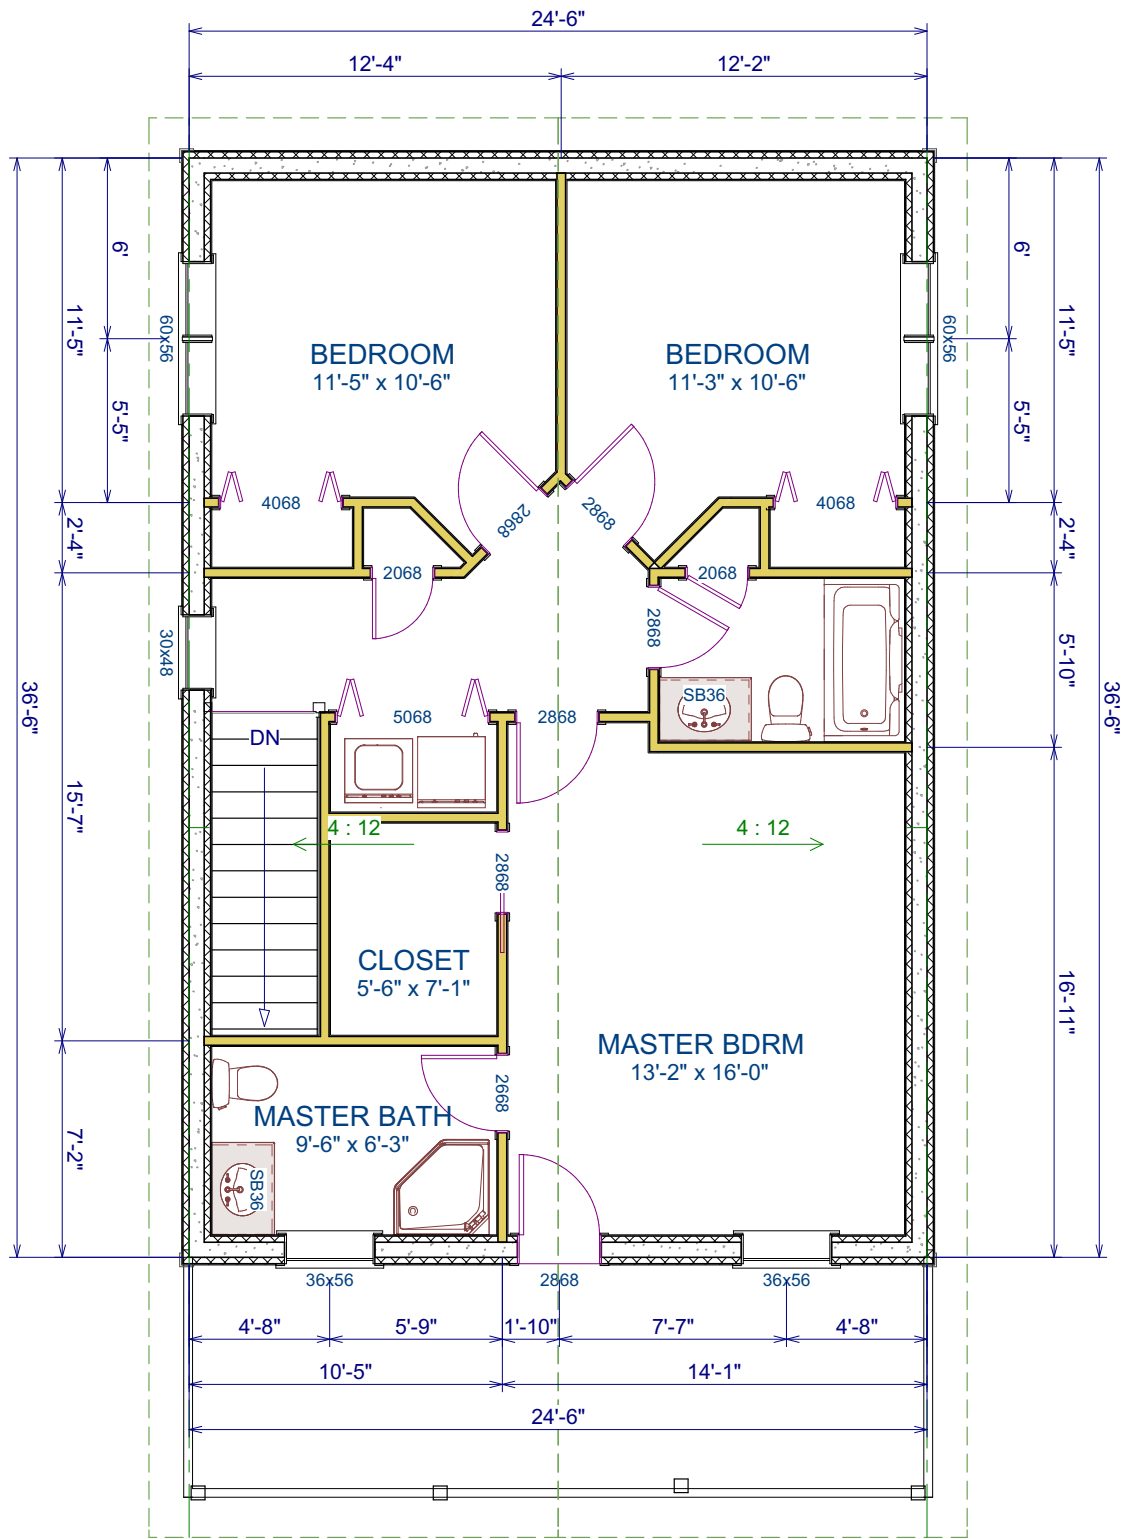 24'-6"
12'-4" 12'-2"
6'
6'
11'-5"
11'-5"
60x56
60x56
BEDROOM
11'-5" x 10'-6"
BEDROOM
11'-3" x 10'-6"
5'-5"
5'-5"
4068
2868
2868
4068
2'-4"
2'-4"
2068
2068
30x48
2868
5'-10"
36'-6"
36'-6"
SB36
5068
2868
DN
15'-7"
4 : 12
4 : 12
2868
CLOSET
5'-6" x 7'-1"
16'-11"
MASTER BDRM
13'-2" x 16'-0"
2668
MASTER BATH
9'-6" x 6'-3"
7'-2"
SB36
36x56
2868
36x56
4'-8" 5'-9" 1'-10" 7'-7" 4'-8"
10'-5" 14'-1"
24'-6"